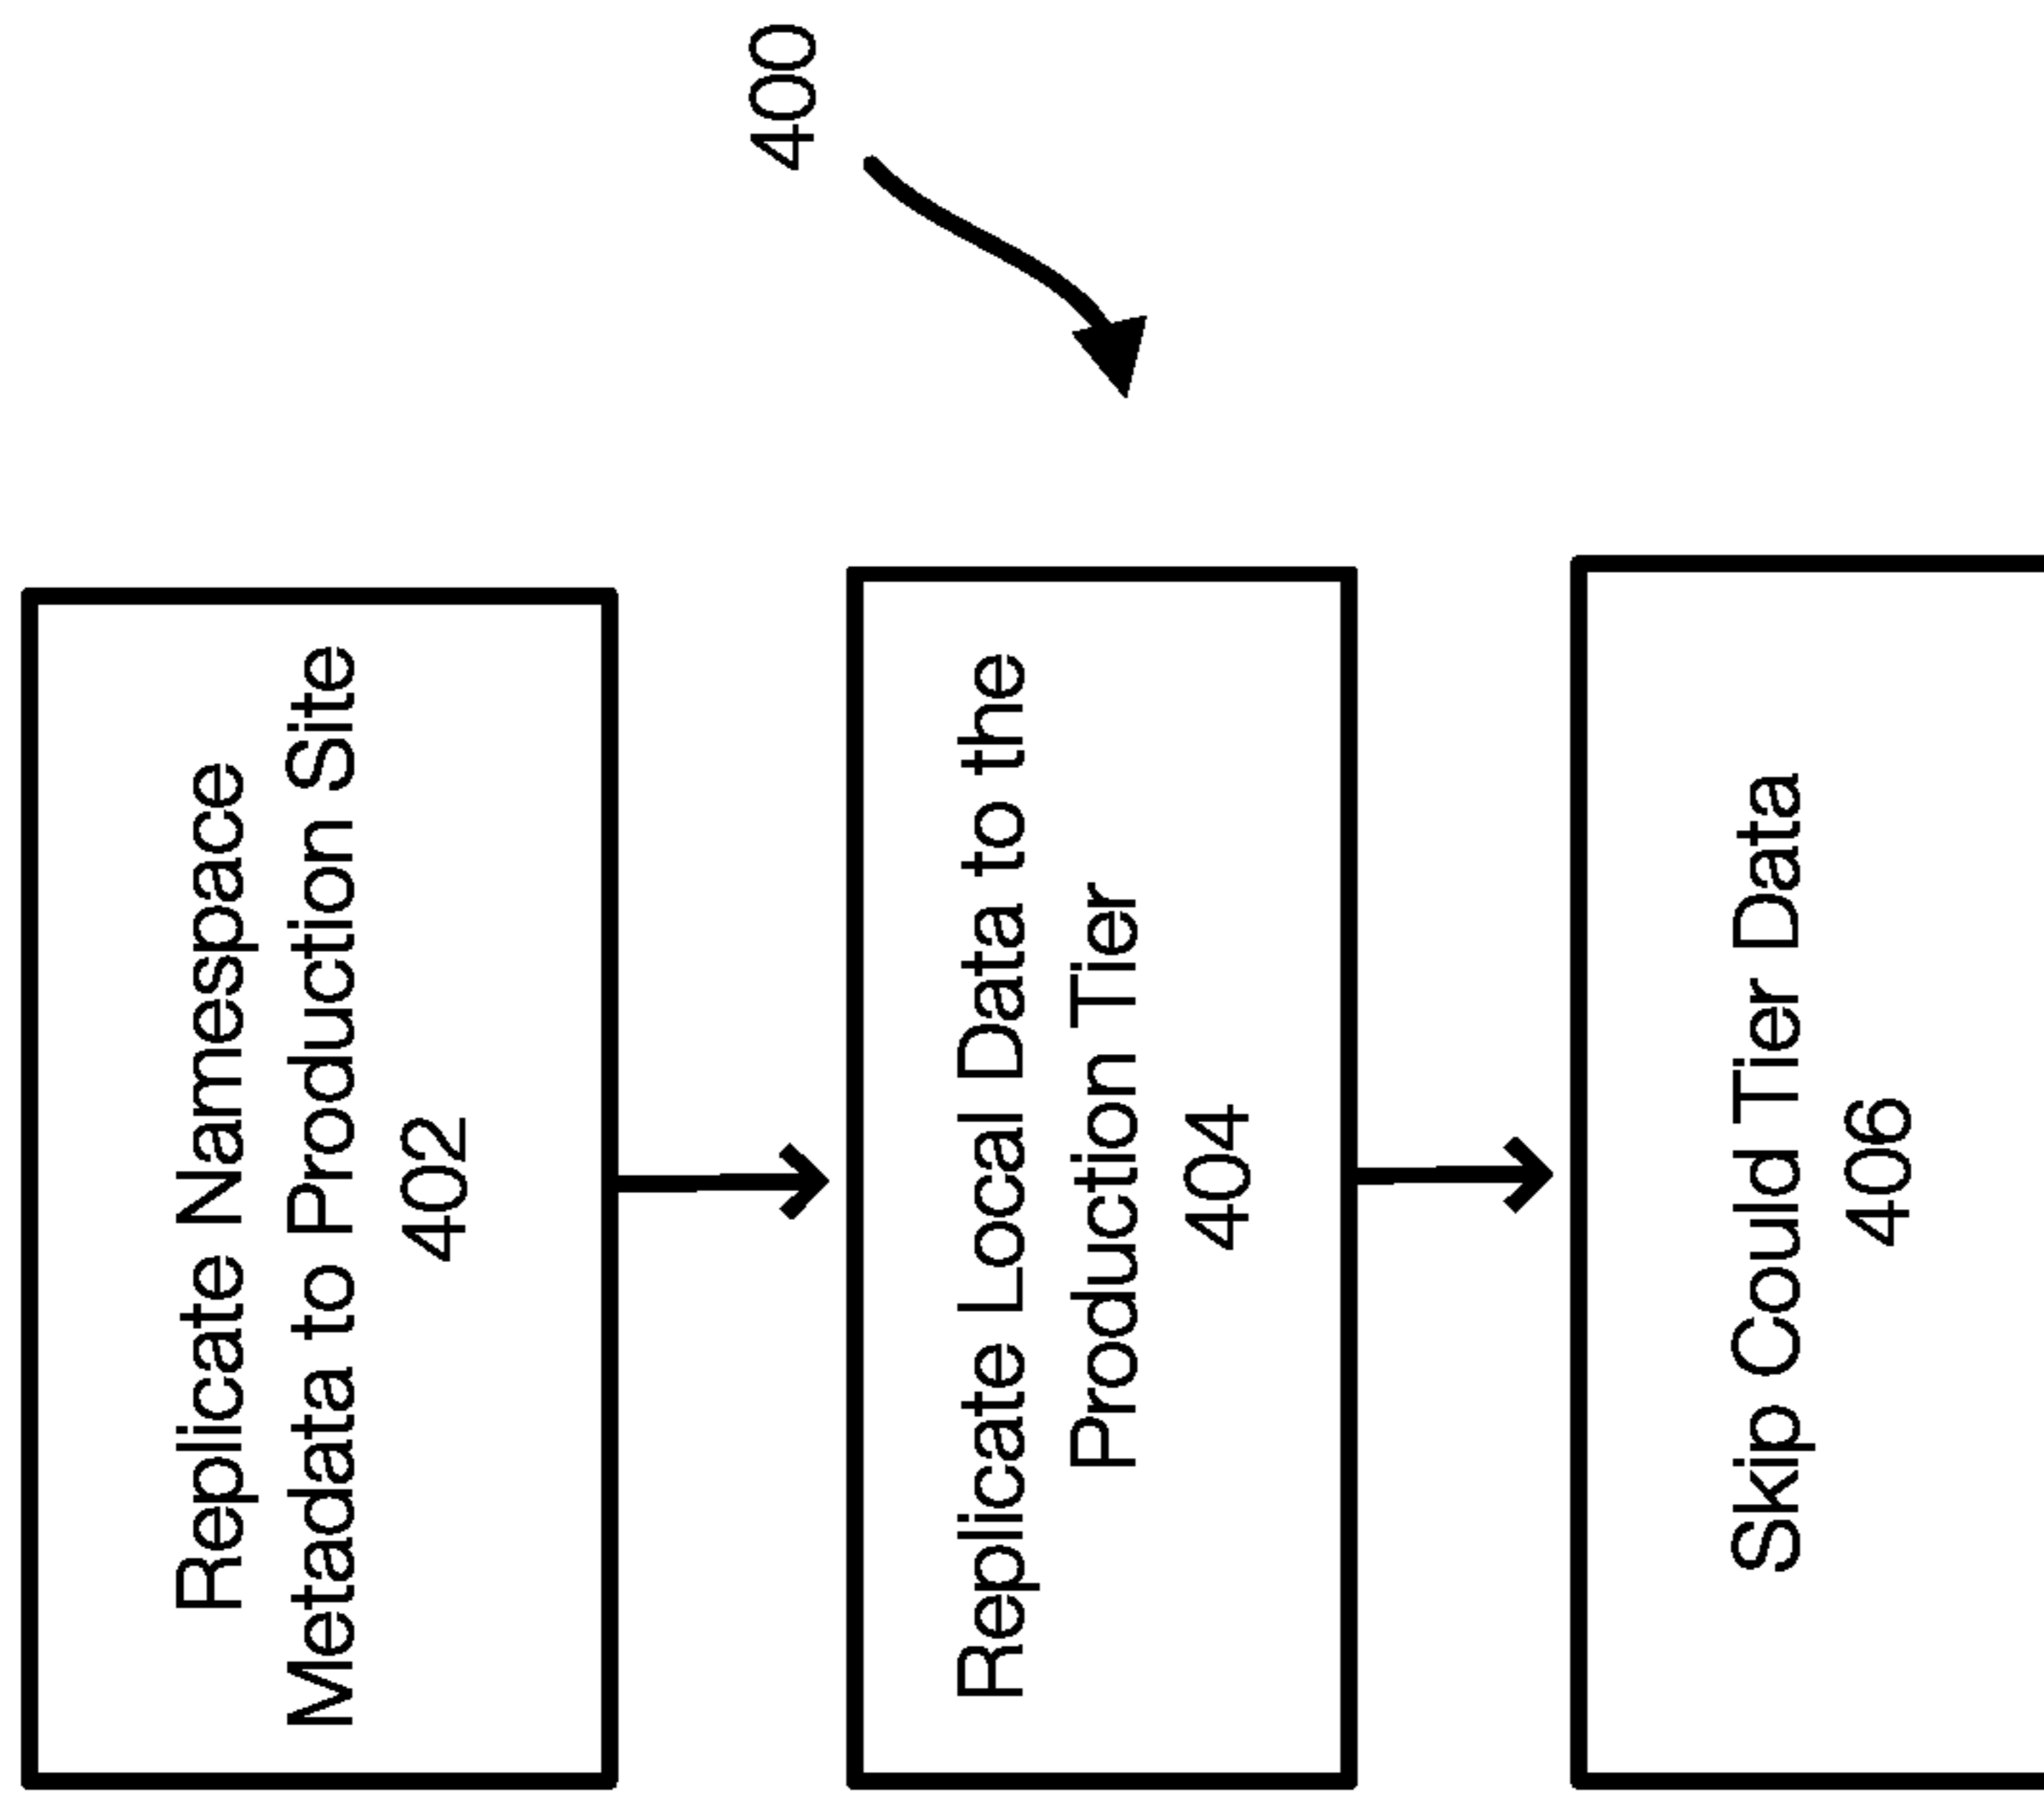 Replicate Namespace
Metadata to Production Site
402
Replicate Local Data to the
Production Tier
404
Skip Could Tier Data
406
400